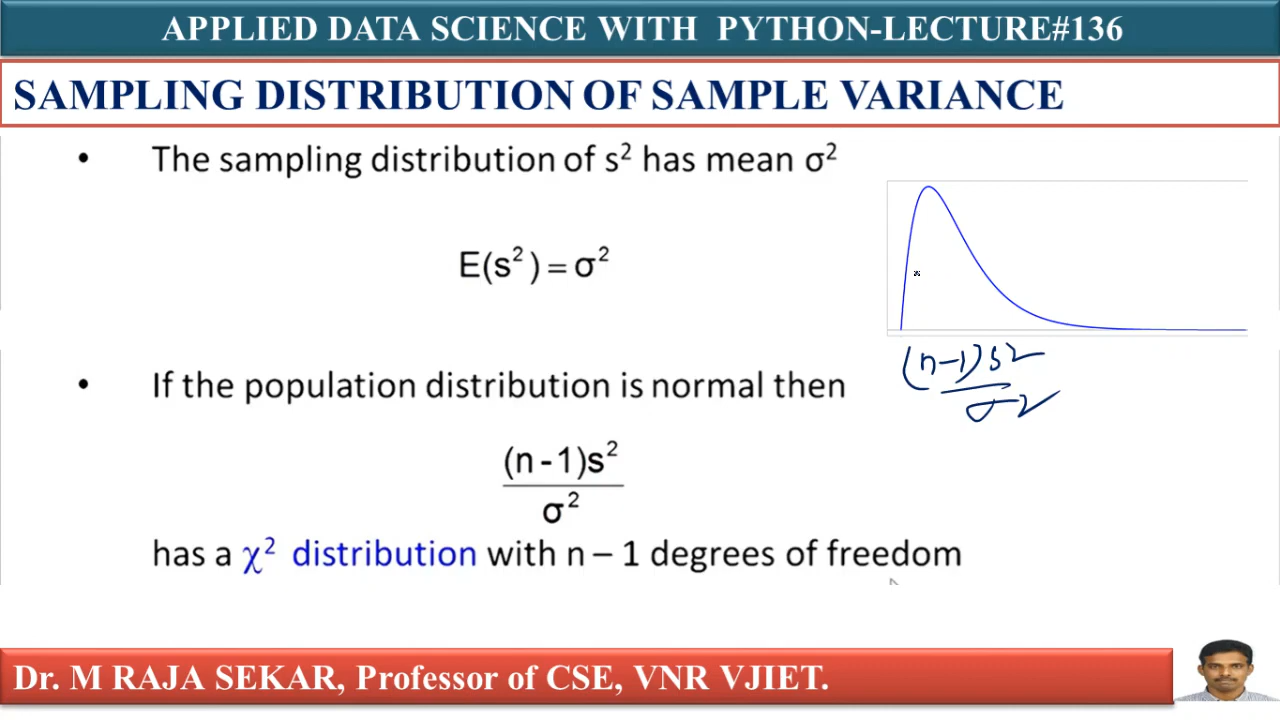 APPLIED DATA SCIENCE WITH PYTHON-LECTURE#136
SAMPLING DISTRIBUTION OF SAMPLE VARIANCE
• The sampling distribution of s² has mean σ²
E(s²) = σ²
• If the population distribution is normal then
(n-1)s²
σ²
(n - 1)s²
σ²
has a χ² distribution with n – 1 degrees of freedom
Dr. M RAJA SEKAR, Professor of CSE, VNR VJIET.